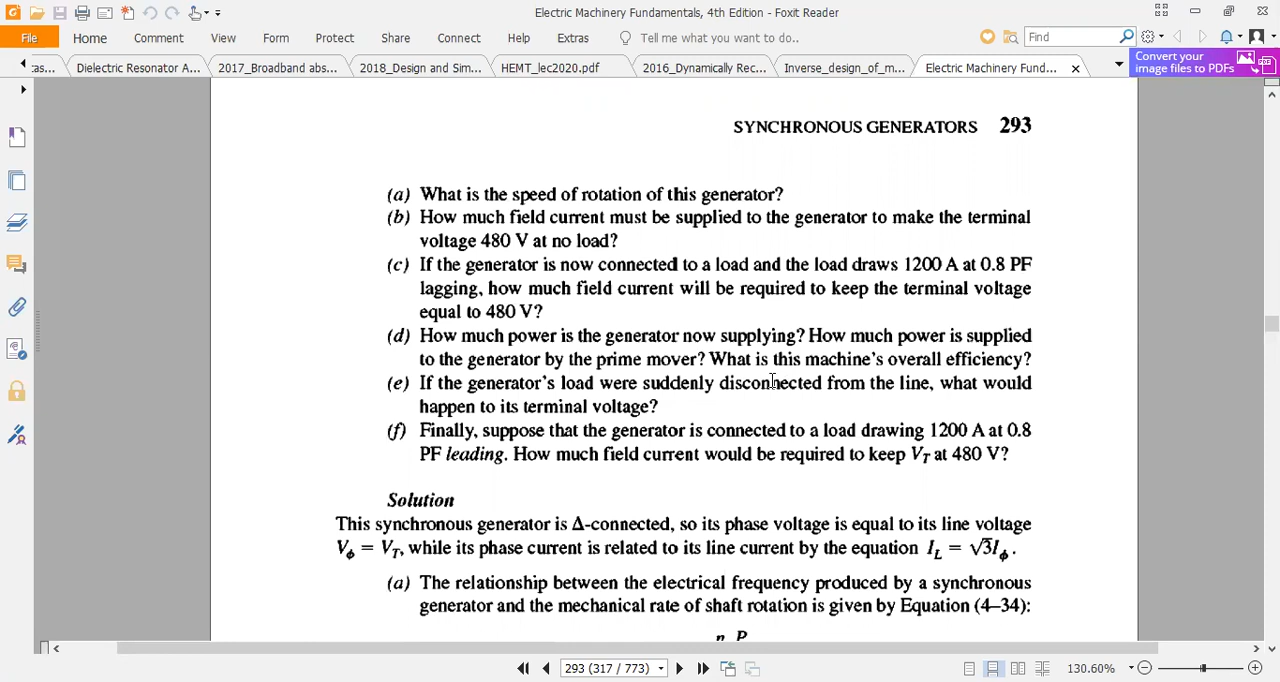 Electric Machinery Fundamentals, 4th Edition - Foxit Reader
File Home Comment View Form Protect Share Connect Help Extras Tell me what you want to do.. Find
tas... Dielectric Resonator A... 2017_Broadband abs... 2018_Design and Sim... HEMT_lec2020.pdf 2016_Dynamically Rec... Inverse_design_of_m... Electric Machinery Fund...
Convert your
image files to PDFs
SYNCHRONOUS GENERATORS 293
(a) What is the speed of rotation of this generator?
(b) How much field current must be supplied to the generator to make the terminal
voltage 480 V at no load?
(c) If the generator is now connected to a load and the load draws 1200 A at 0.8 PF
lagging, how much field current will be required to keep the terminal voltage
equal to 480 V?
(d) How much power is the generator now supplying? How much power is supplied
to the generator by the prime mover? What is this machine's overall efficiency?
(e) If the generator's load were suddenly disconnected from the line, what would
happen to its terminal voltage?
(f) Finally, suppose that the generator is connected to a load drawing 1200 A at 0.8
PF leading. How much field current would be required to keep V_T at 480 V?
Solution
This synchronous generator is Δ-connected, so its phase voltage is equal to its line voltage
V_ϕ = V_T, while its phase current is related to its line current by the equation I_L = √3I_ϕ.
(a) The relationship between the electrical frequency produced by a synchronous
generator and the mechanical rate of shaft rotation is given by Equation (4–34):
n P
293 (317 / 773) 130.60%